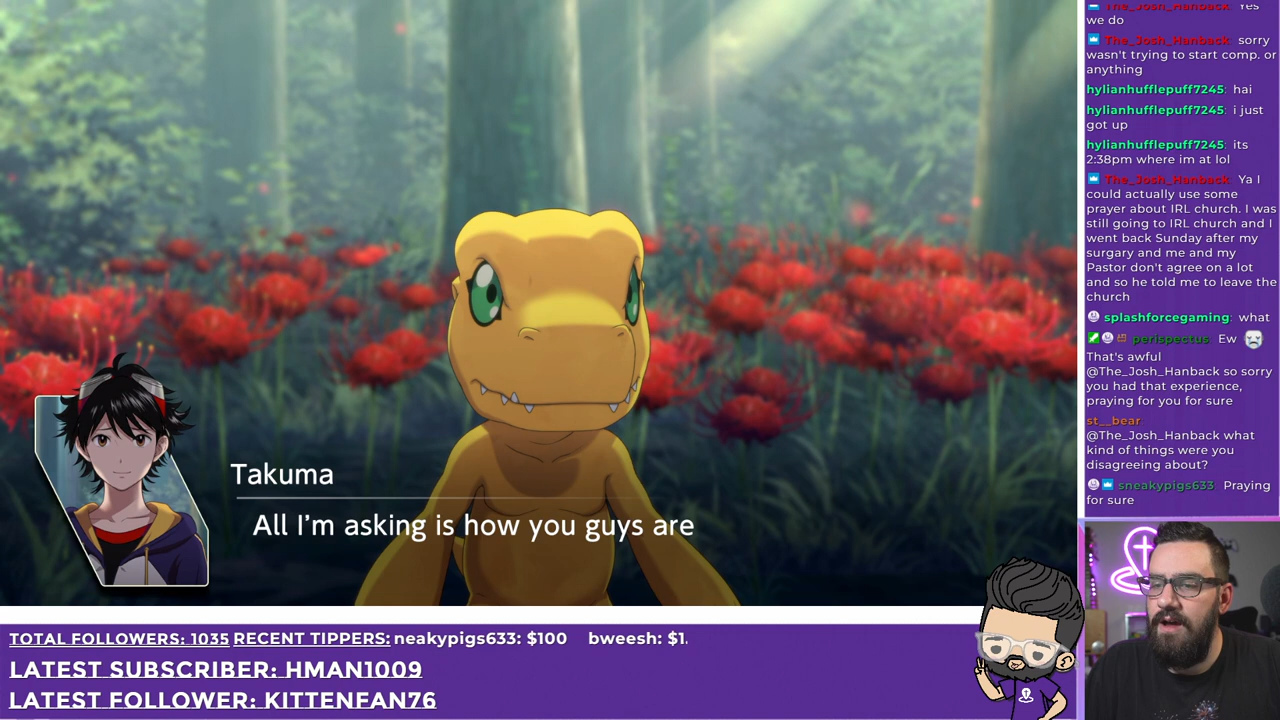 Takuma
All I'm asking is how you guys are
The_Josh_Hanback Yes
we do
The_Josh_Hanback sorry
wasn't trying to start comp. or
anything
hylianhufflepuff7245: hai
hylianhufflepuff7245: i just
got up
hylianhufflepuff7245: its
2:38pm where im at lol
The_Josh_Hanback Ya I
could actually use some
prayer about IRL church. I was
still going to IRL church and I
went back Sunday after my
surgary and me and my
Pastor don't agree on a lot
and so he told me to leave the
church
splashforcegaming: what
perispectus Ew
That's awful
@The_Josh_Hanback so sorry
you had that experience,
praying for you for sure
st__bear
@The_Josh_Hanback what
kind of things were you
disagreeing about?
sneakypigs633 Praying
for sure
TOTAL FOLLOWERS: 1035 RECENT TIPPERS: neakypigs633: $100 bweesh: $1.
LATEST SUBSCRIBER: HMAN1009
LATEST FOLLOWER: KITTENFAN76